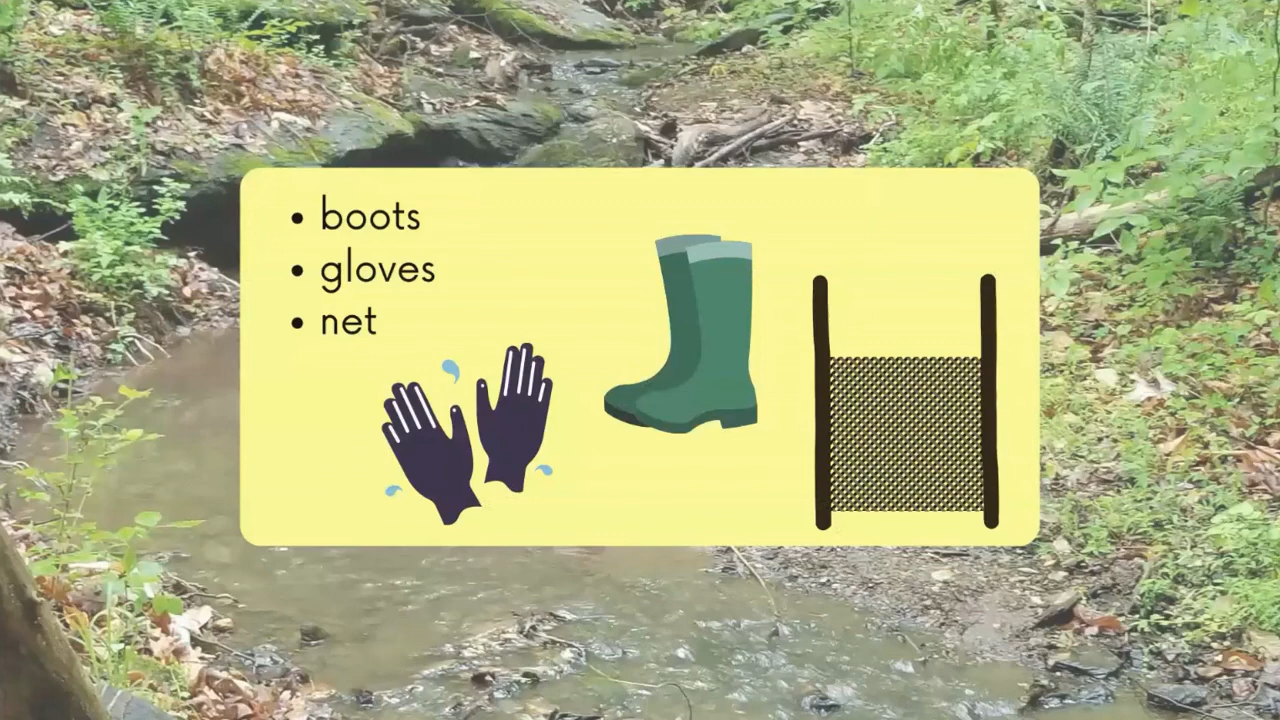 • boots
• gloves
• net